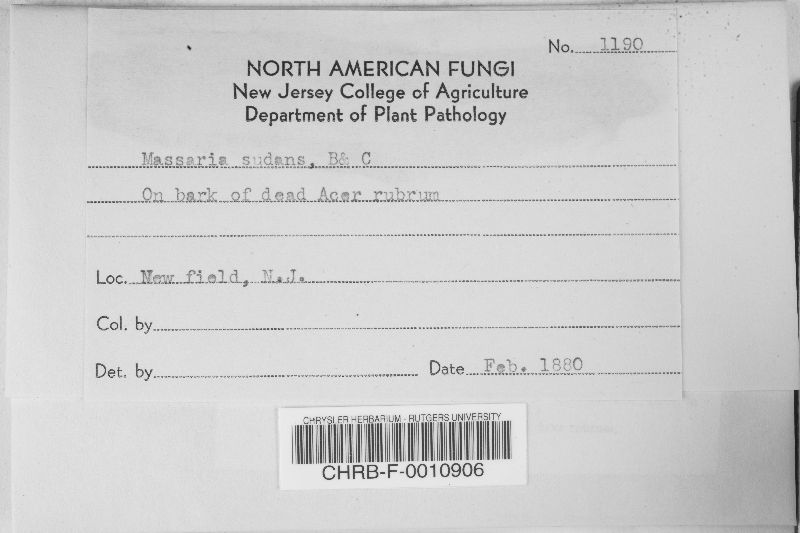 No. 1190
NORTH AMERICAN FUNGI
New Jersey College of Agriculture
Department of Plant Pathology
Massaria sudans, B& C
On bark of dead Acer rubrum
Loc. New field, N.J.
Col. by
Det. by
Date Feb. 1880
CHRYSLER HERBARIUM - RUTGERS UNIVERSITY
CHRB-F-0010906